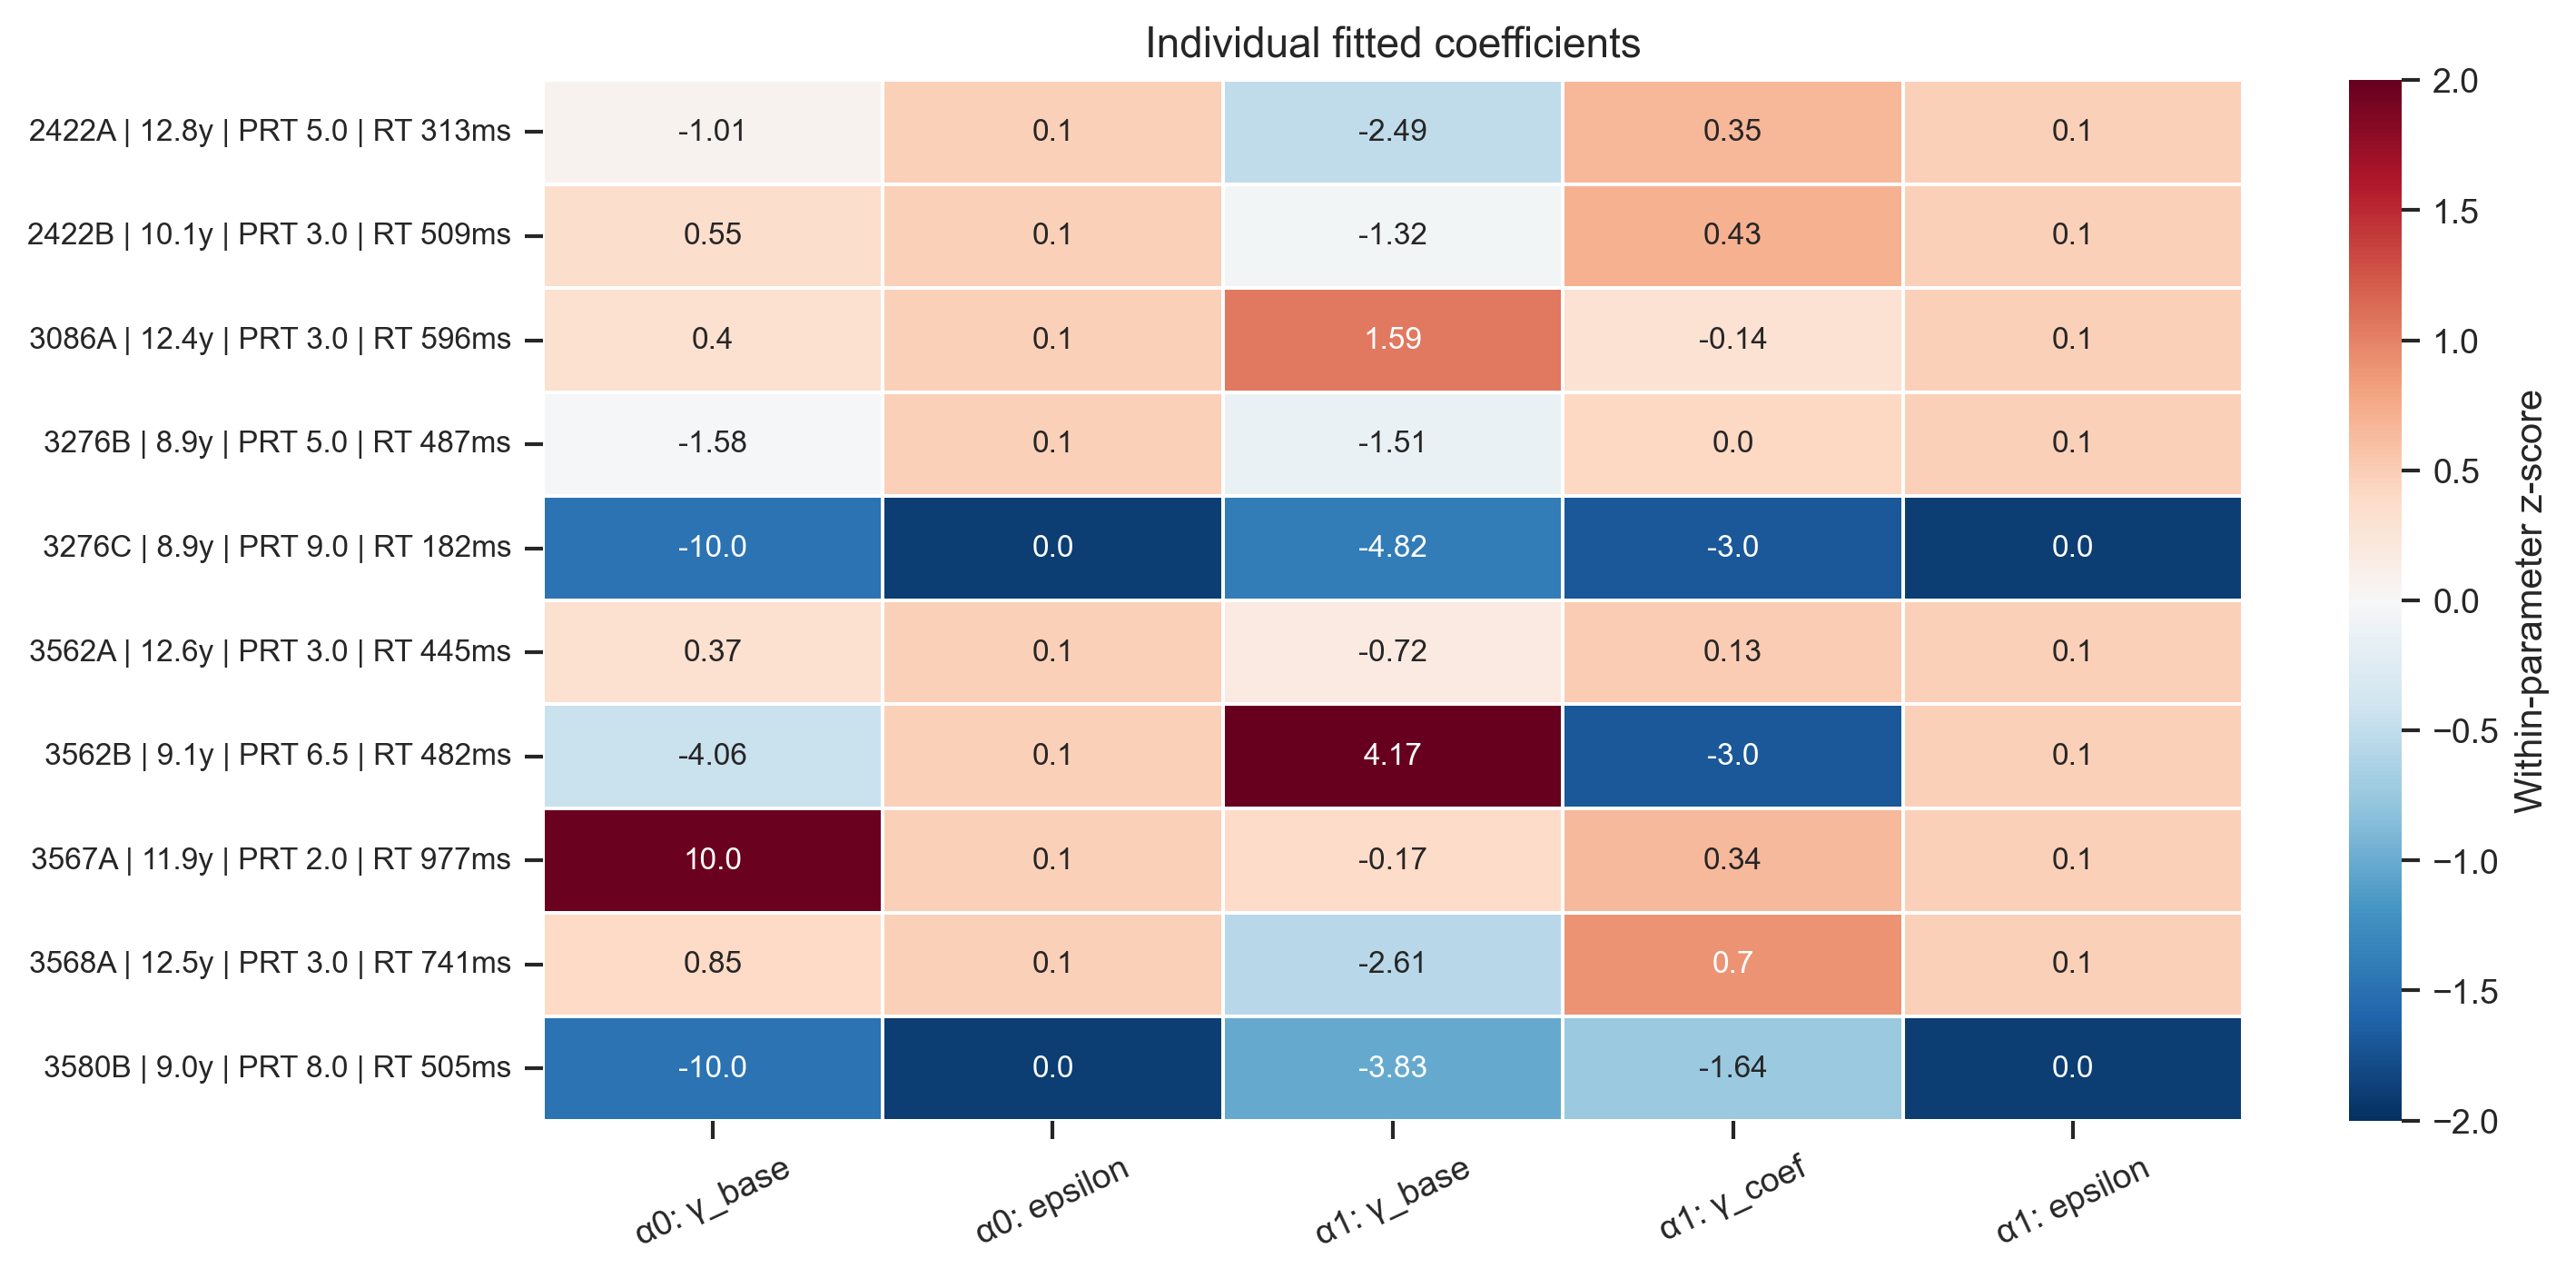 Individual fitted coefficients
2422A | 12.8y | PRT 5.0 | RT 313ms -1.01 0.1 -2.49 0.35 0.1
2422B | 10.1y | PRT 3.0 | RT 509ms 0.55 0.1 -1.32 0.43 0.1
3086A | 12.4y | PRT 3.0 | RT 596ms 0.4 0.1 1.59 -0.14 0.1
3276B | 8.9y | PRT 5.0 | RT 487ms -1.58 0.1 -1.51 0.0 0.1
3276C | 8.9y | PRT 9.0 | RT 182ms -10.0 0.0 -4.82 -3.0 0.0
3562A | 12.6y | PRT 3.0 | RT 445ms 0.37 0.1 -0.72 0.13 0.1
3562B | 9.1y | PRT 6.5 | RT 482ms -4.06 0.1 4.17 -3.0 0.1
3567A | 11.9y | PRT 2.0 | RT 977ms 10.0 0.1 -0.17 0.34 0.1
3568A | 12.5y | PRT 3.0 | RT 741ms 0.85 0.1 -2.61 0.7 0.1
3580B | 9.0y | PRT 8.0 | RT 505ms -10.0 0.0 -3.83 -1.64 0.0
α0: γ_base α0: epsilon α1: γ_base α1: γ_coef α1: epsilon
2.0
1.5
1.0
0.5
0.0
−0.5
−1.0
−1.5
−2.0
Within-parameter z-score